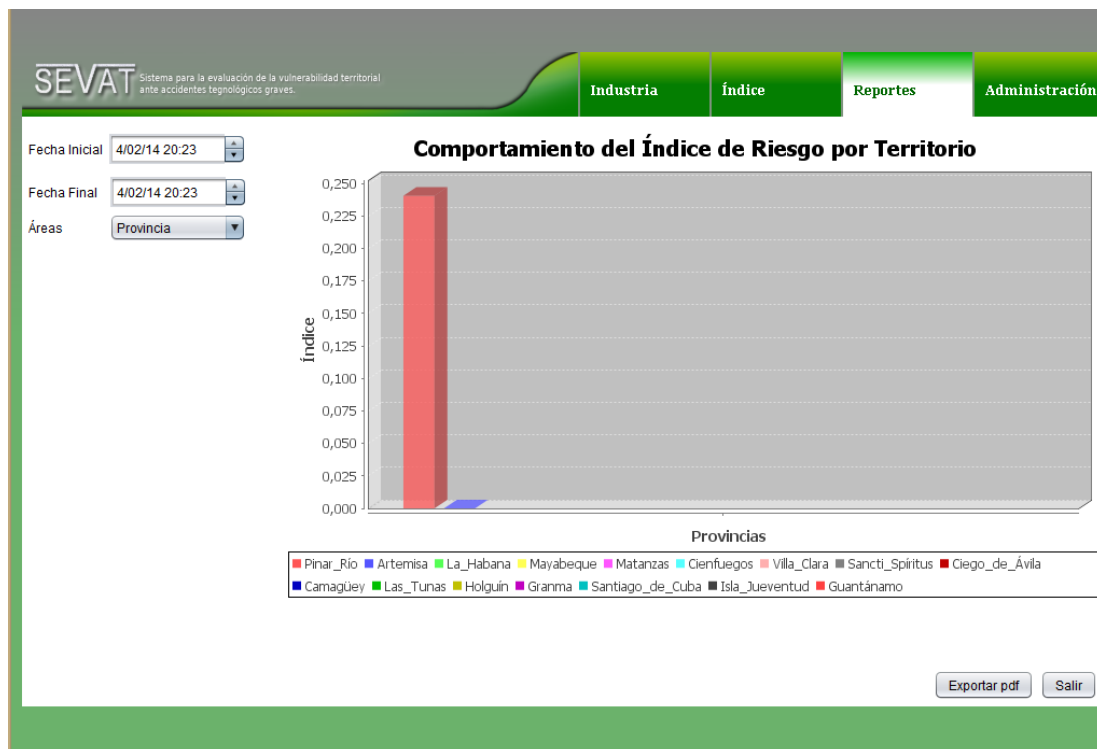 SEVAT
Sistema para la evaluación de la vulnerabilidad territorial
ante accidentes tegnológicos graves.
Industria
Índice
Reportes
Administración
Fecha Inicial 4/02/14 20:23
Fecha Final 4/02/14 20:23
Áreas Provincia
Comportamiento del Índice de Riesgo por Territorio
0,250
0,225
0,200
0,175
0,150
0,125
0,100
0,075
0,050
0,025
0,000
Índice
Provincias
Pinar_Río Artemisa La_Habana Mayabeque Matanzas Cienfuegos Villa_Clara Sancti_Spíritus Ciego_de_Ávila
Camagüey Las_Tunas Holguín Granma Santiago_de_Cuba Isla_Jueventud Guantánamo
Exportar pdf Salir